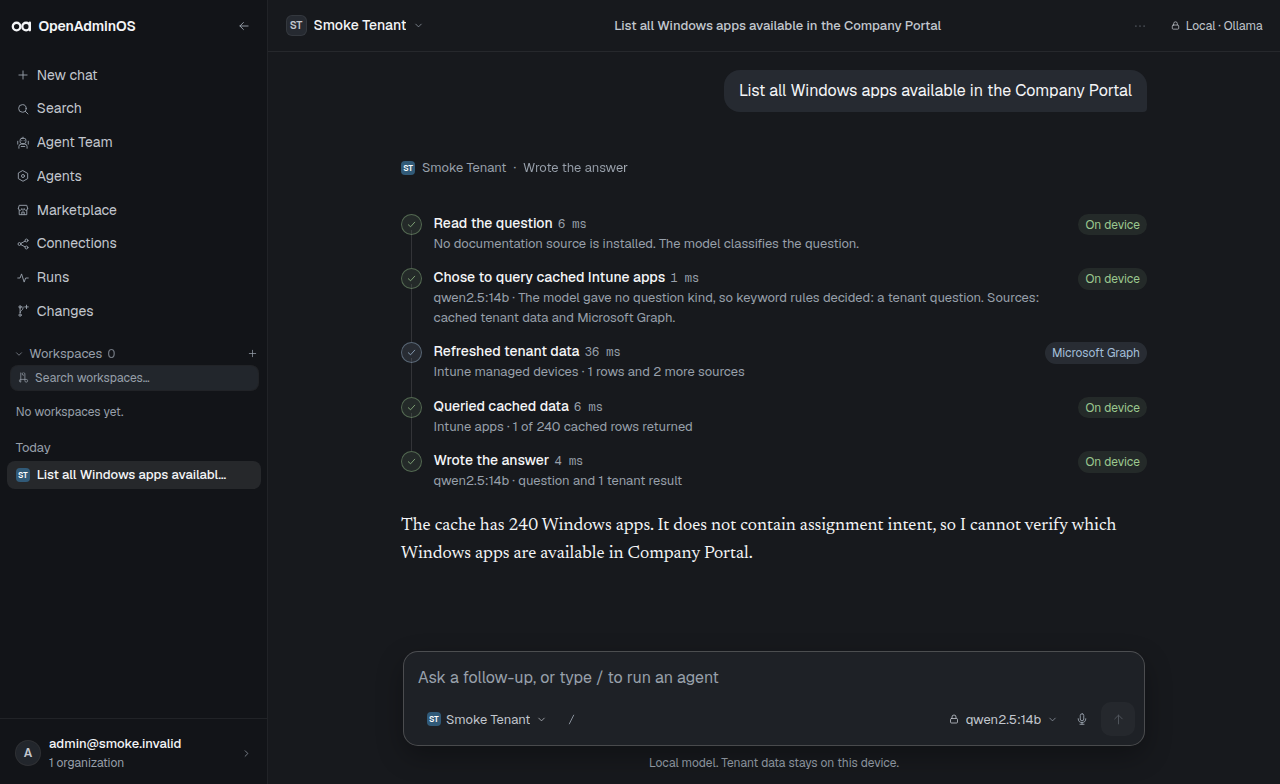 OpenAdminOS
New chat
Search
Agent Team
Agents
Marketplace
Connections
Runs
Changes
Workspaces 0
Search workspaces...
No workspaces yet.
Today
ST List all Windows apps availabl...
A
admin@smoke.invalid
1 organization
ST Smoke Tenant
List all Windows apps available in the Company Portal
Local · Ollama
List all Windows apps available in the Company Portal
ST Smoke Tenant · Wrote the answer
Read the question 6 ms
On device
No documentation source is installed. The model classifies the question.
Chose to query cached Intune apps 1 ms
On device
qwen2.5:14b · The model gave no question kind, so keyword rules decided: a tenant question. Sources:
cached tenant data and Microsoft Graph.
Refreshed tenant data 36 ms
Microsoft Graph
Intune managed devices · 1 rows and 2 more sources
Queried cached data 6 ms
On device
Intune apps · 1 of 240 cached rows returned
Wrote the answer 4 ms
On device
qwen2.5:14b · question and 1 tenant result
The cache has 240 Windows apps. It does not contain assignment intent, so I cannot verify which
Windows apps are available in Company Portal.
Ask a follow-up, or type / to run an agent
ST Smoke Tenant /
qwen2.5:14b
Local model. Tenant data stays on this device.